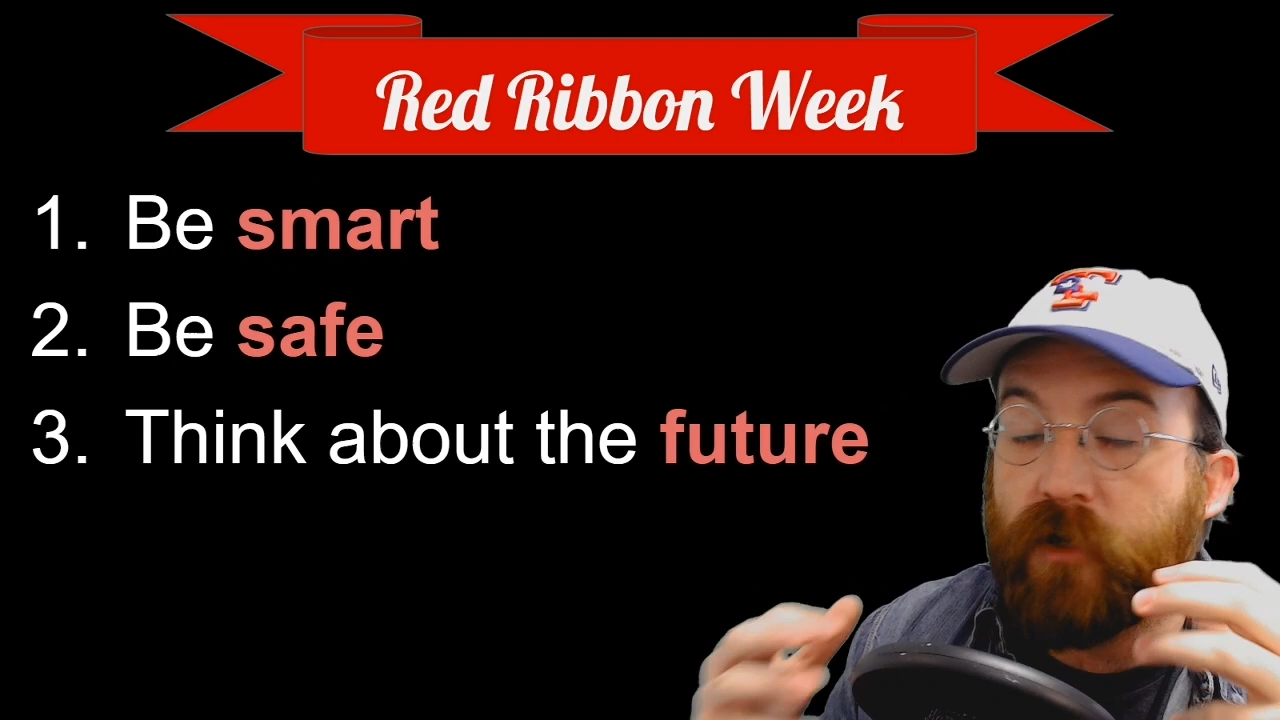 Red Ribbon Week
1. Be smart
2. Be safe
3. Think about the future